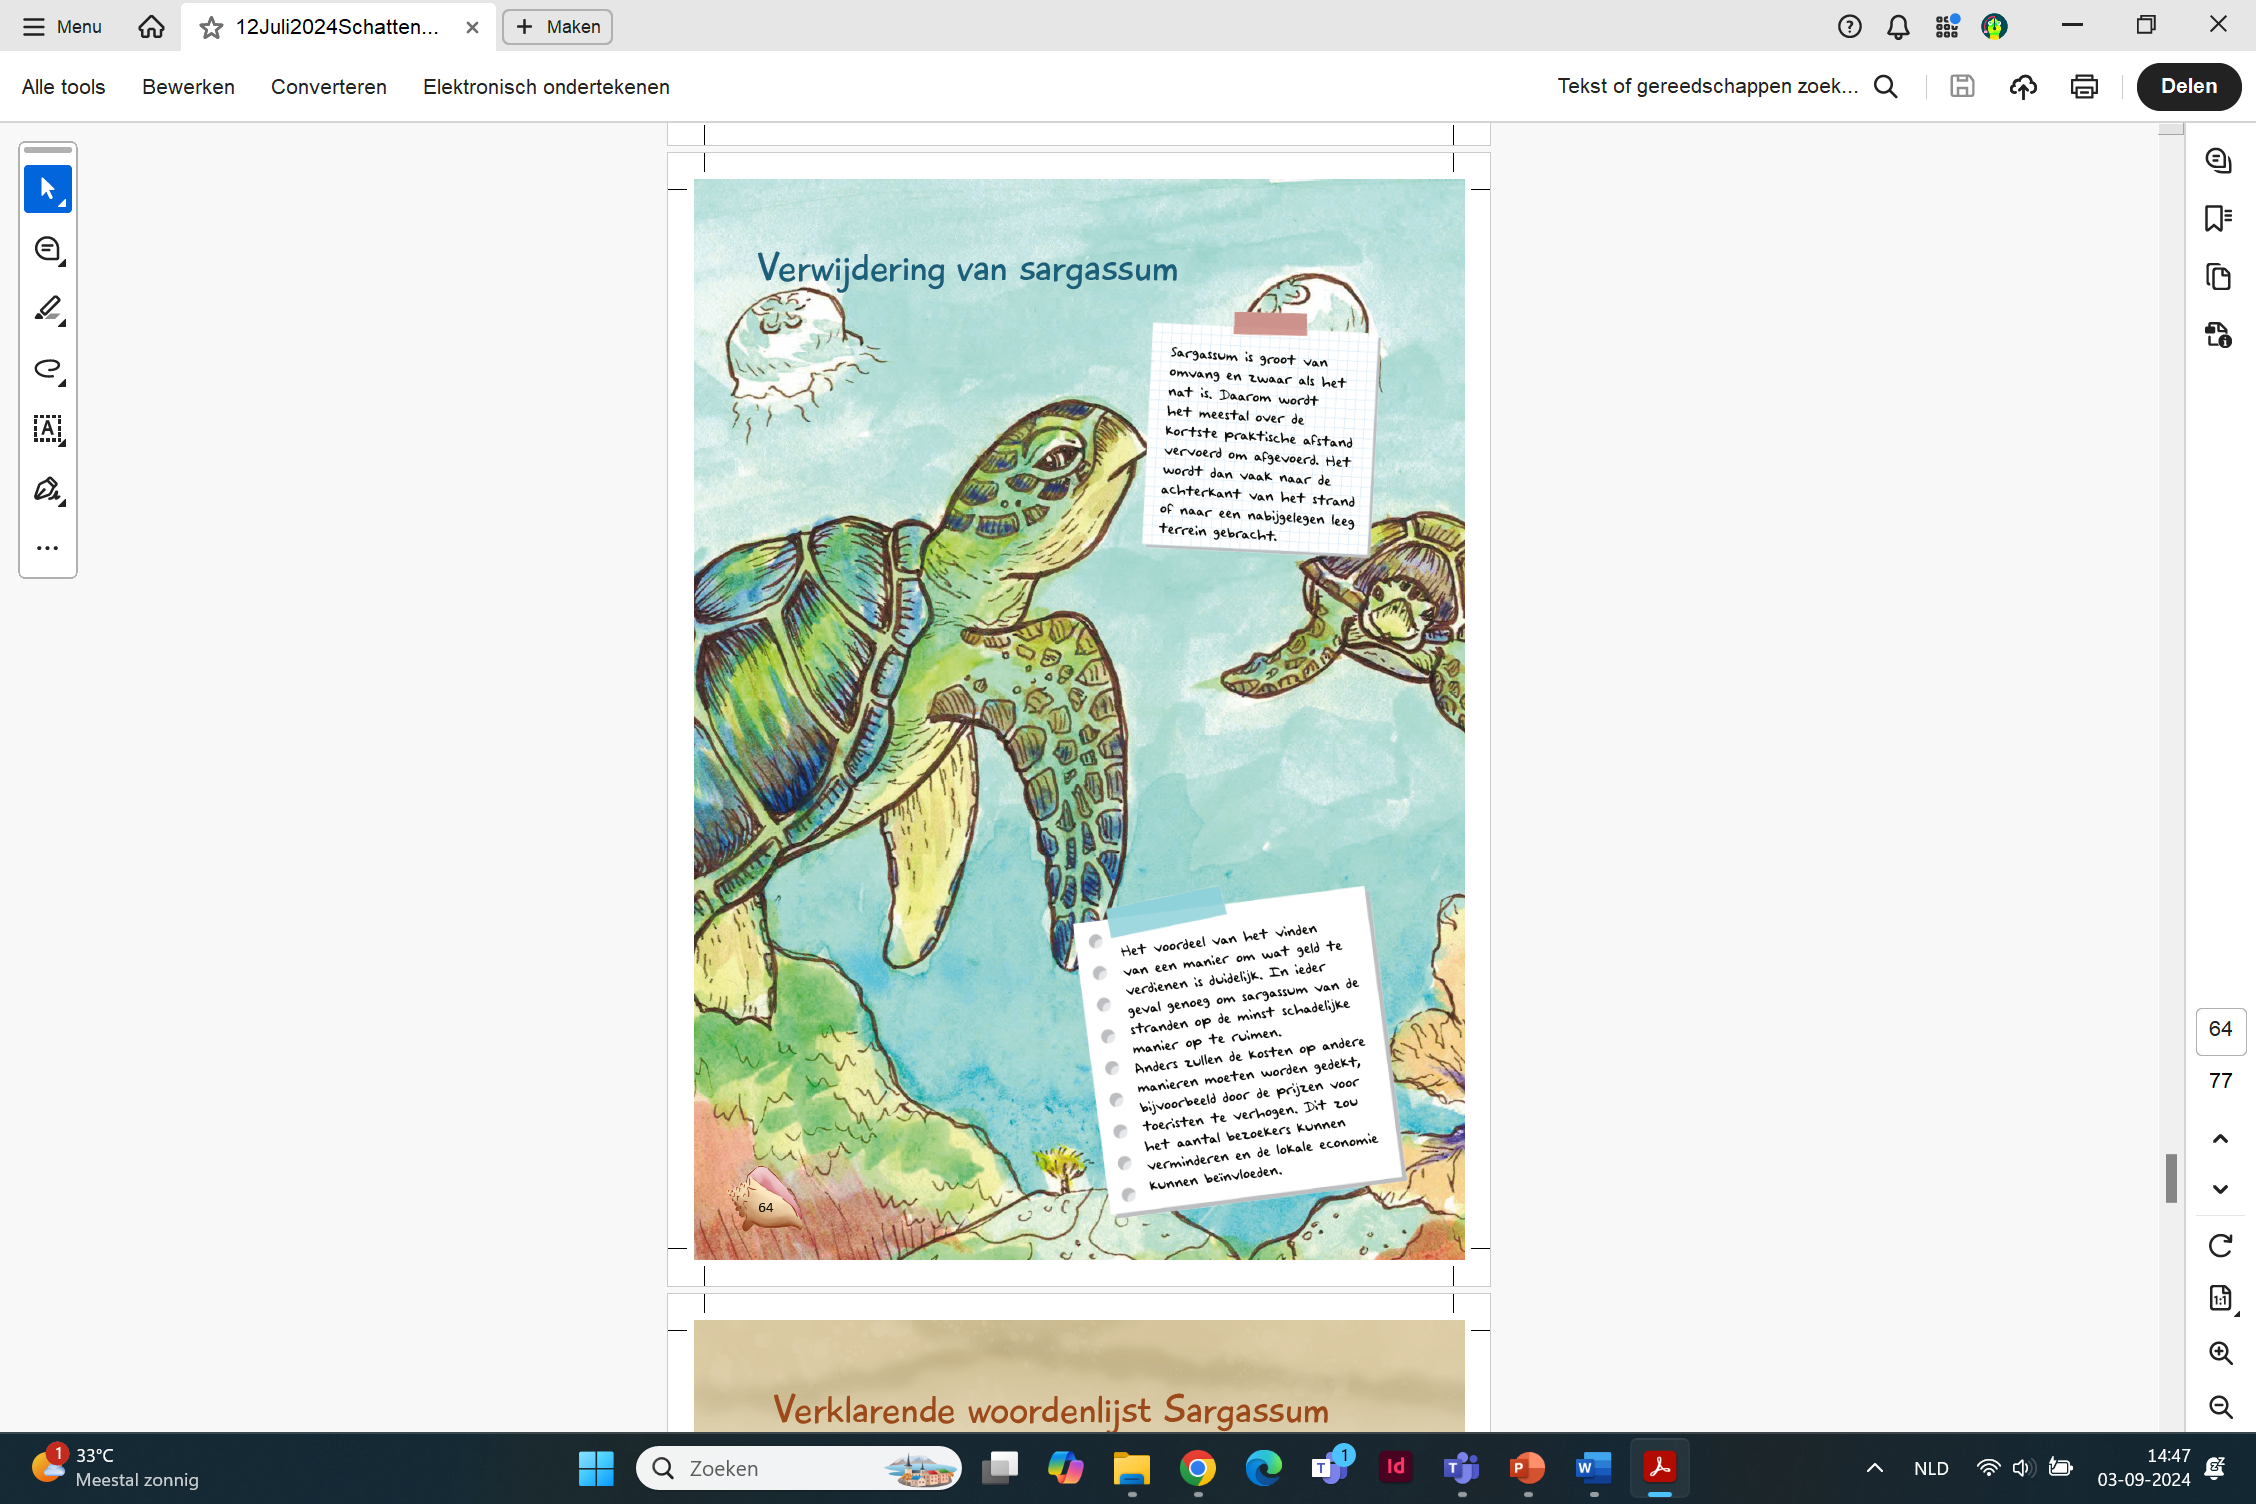 Menu
12Juli2024Schatten...
Maken
Alle tools
Bewerken
Converteren
Elektronisch ondertekenen
Tekst of gereedschappen zoek...
Delen
Verwijdering van sargassum
Sargassum is groot van
omvang en zwaar als het
nat is. Daarom wordt
het meestal over de
kortste praktische afstand
vervoerd om afgevoerd. Het
wordt dan vaak naar de
achterkant van het strand
of naar een nabijgelegen leeg
terrein gebracht.
Het voordeel van het vinden
van een manier om wat geld te
verdienen is duidelijk. In ieder
geval genoeg om sargassum van de
stranden op de minst schadelijke
manier op te ruimen.
Anders zullen de kosten op andere
manieren moeten worden gedekt,
bijvoorbeeld door de prijzen voor
toeristen te verhogen. Dit zou
het aantal bezoekers kunnen
verminderen en de lokale economie
kunnen beïnvloeden.
64
64
77
1:1
Verklarende woordenlijst Sargassum
1
33°C
Meestal zonnig
Zoeken
1
T
Id
T
P
W
NLD
14:47
03-09-2024